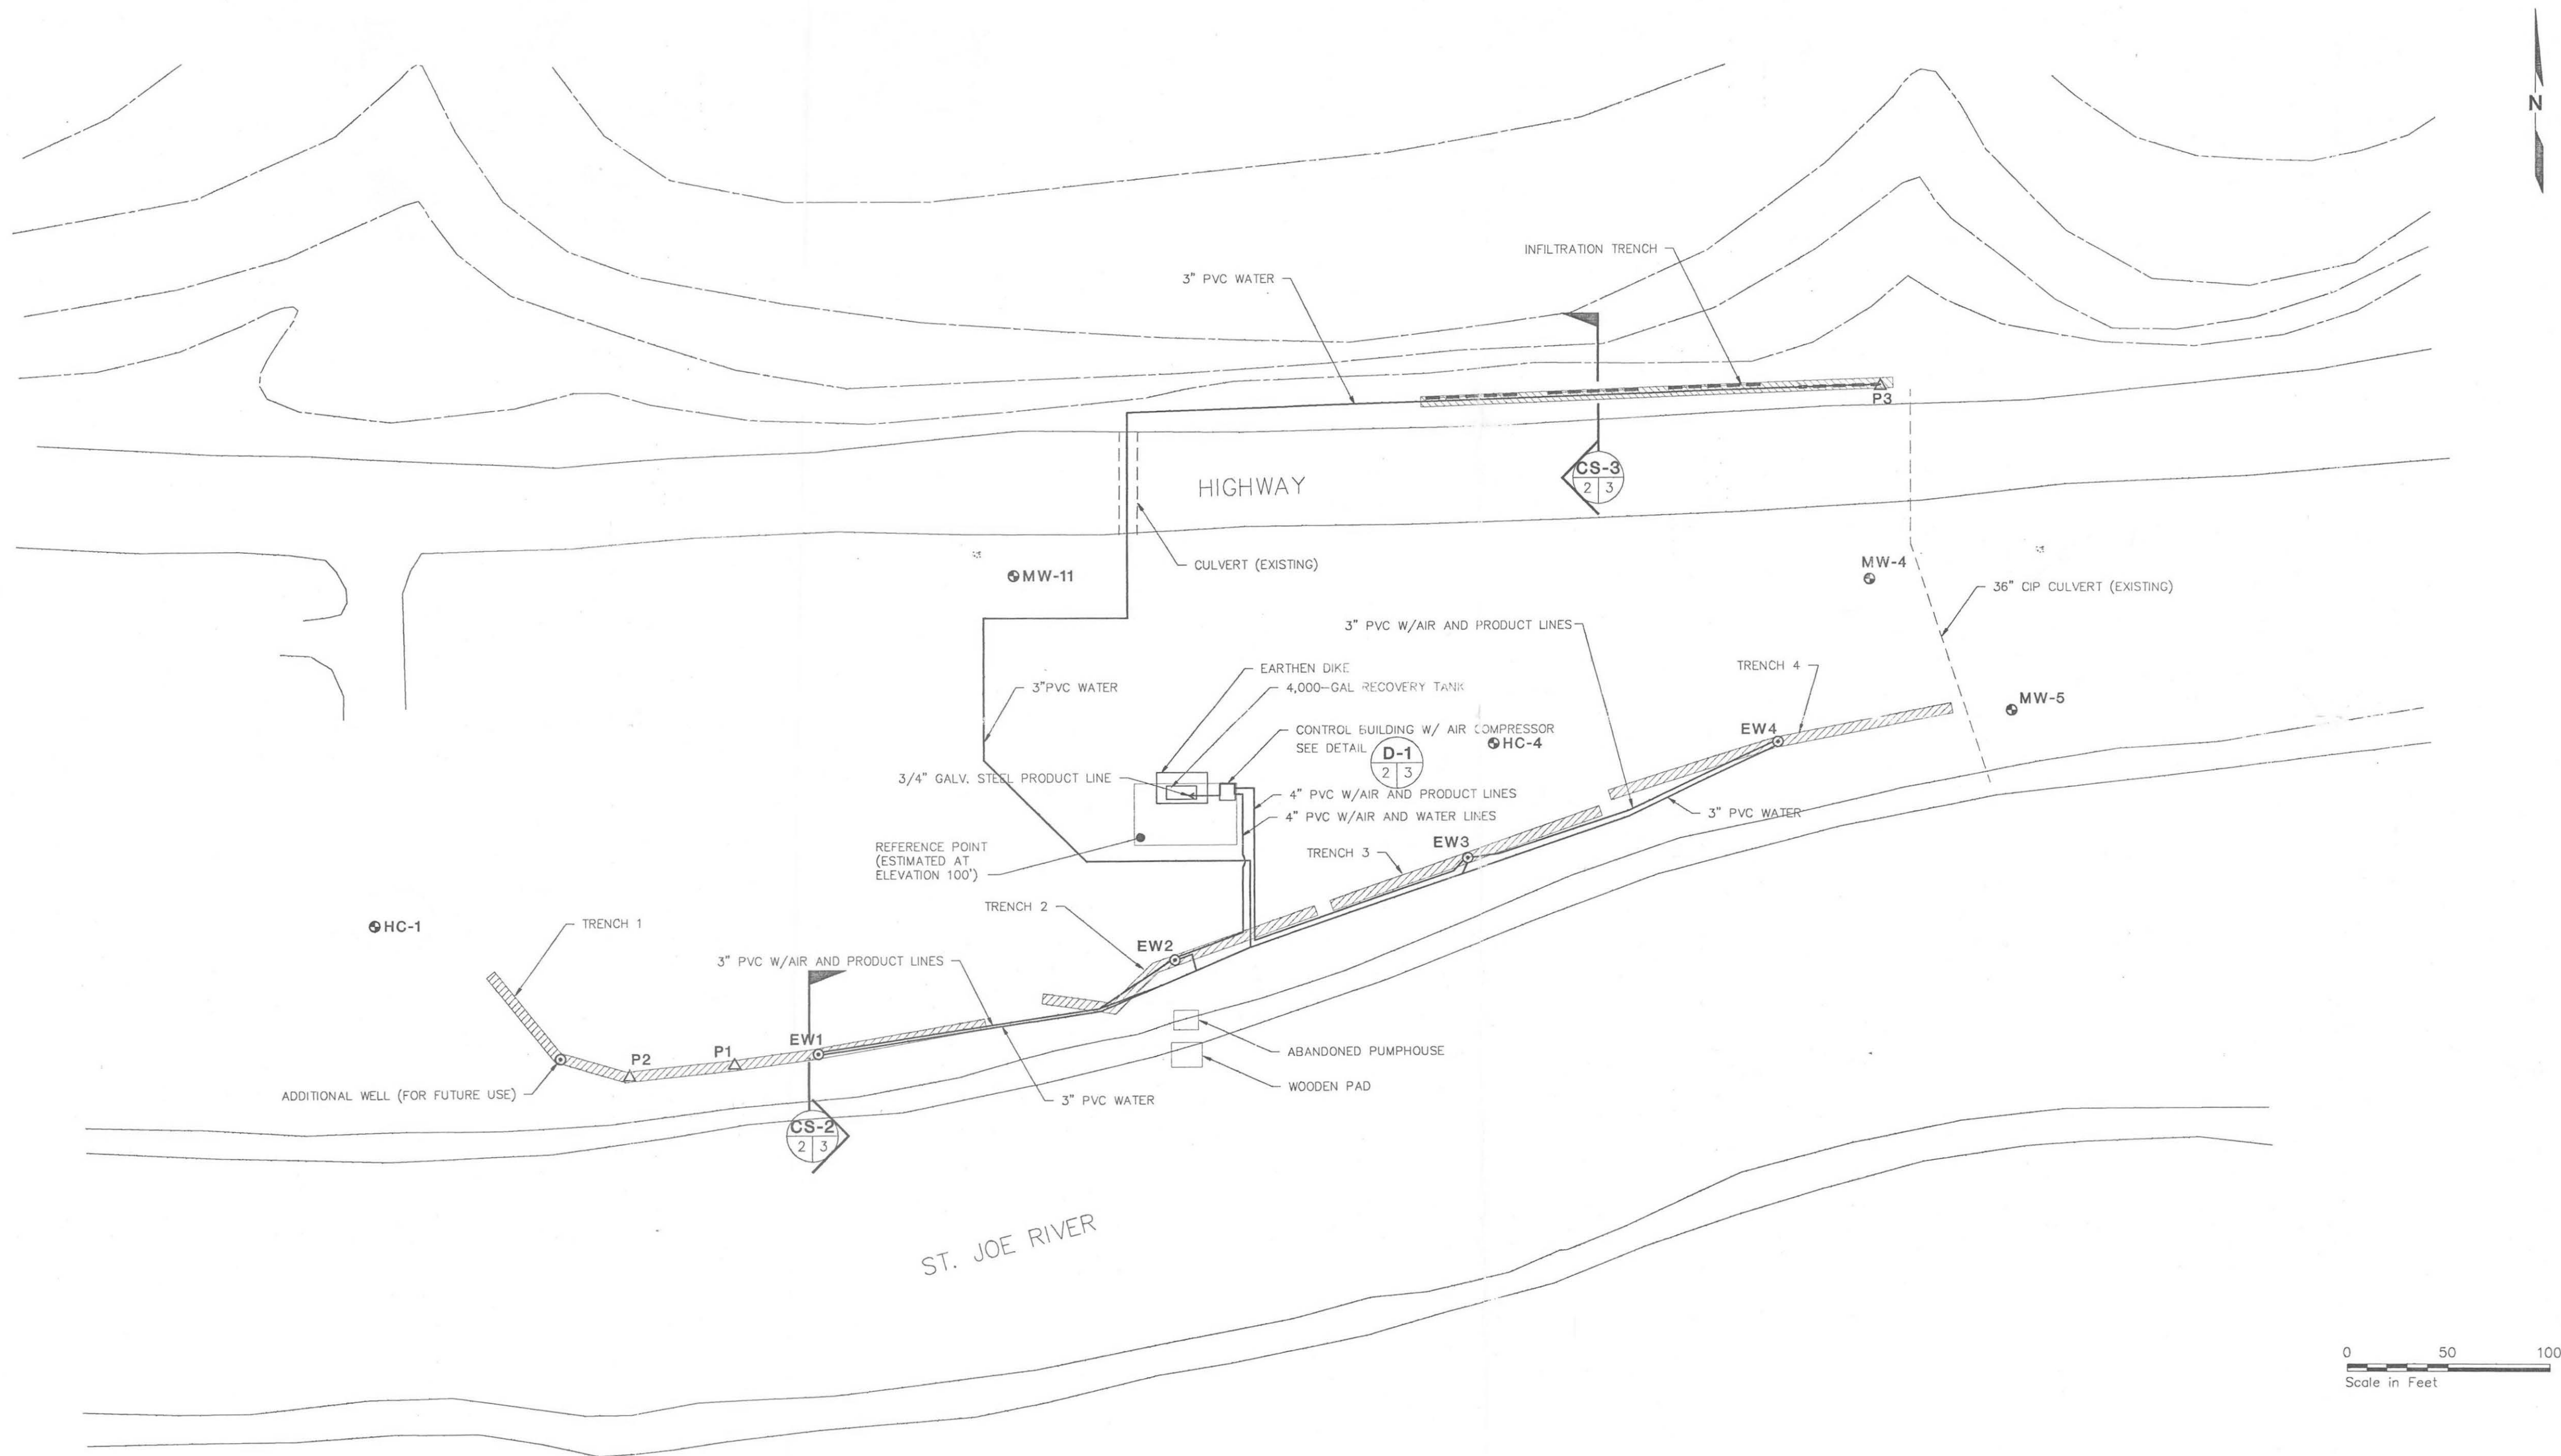 N
INFILTRATION TRENCH
3" PVC WATER
P3
CS-3
2 3
HIGHWAY
CULVERT (EXISTING)
MW-11
MW-4
36" CIP CULVERT (EXISTING)
3" PVC W/AIR AND PRODUCT LINES
EARTHEN DIKE
TRENCH 4
3"PVC WATER
4,000-GAL RECOVERY TANK
MW-5
CONTROL BUILDING W/ AIR COMPRESSOR
SEE DETAIL
D-1
2 3
HC-4
EW4
3/4" GALV. STEEL PRODUCT LINE
4" PVC W/AIR AND PRODUCT LINES
4" PVC W/AIR AND WATER LINES
3" PVC WATER
REFERENCE POINT
(ESTIMATED AT
ELEVATION 100')
EW3
TRENCH 3
TRENCH 2
HC-1
TRENCH 1
EW2
3" PVC W/AIR AND PRODUCT LINES
EW1
P1
P2
ADDITIONAL WELL (FOR FUTURE USE)
ABANDONED PUMPHOUSE
WOODEN PAD
3" PVC WATER
CS-2
2 3
ST. JOE RIVER
0 50 100
Scale in Feet